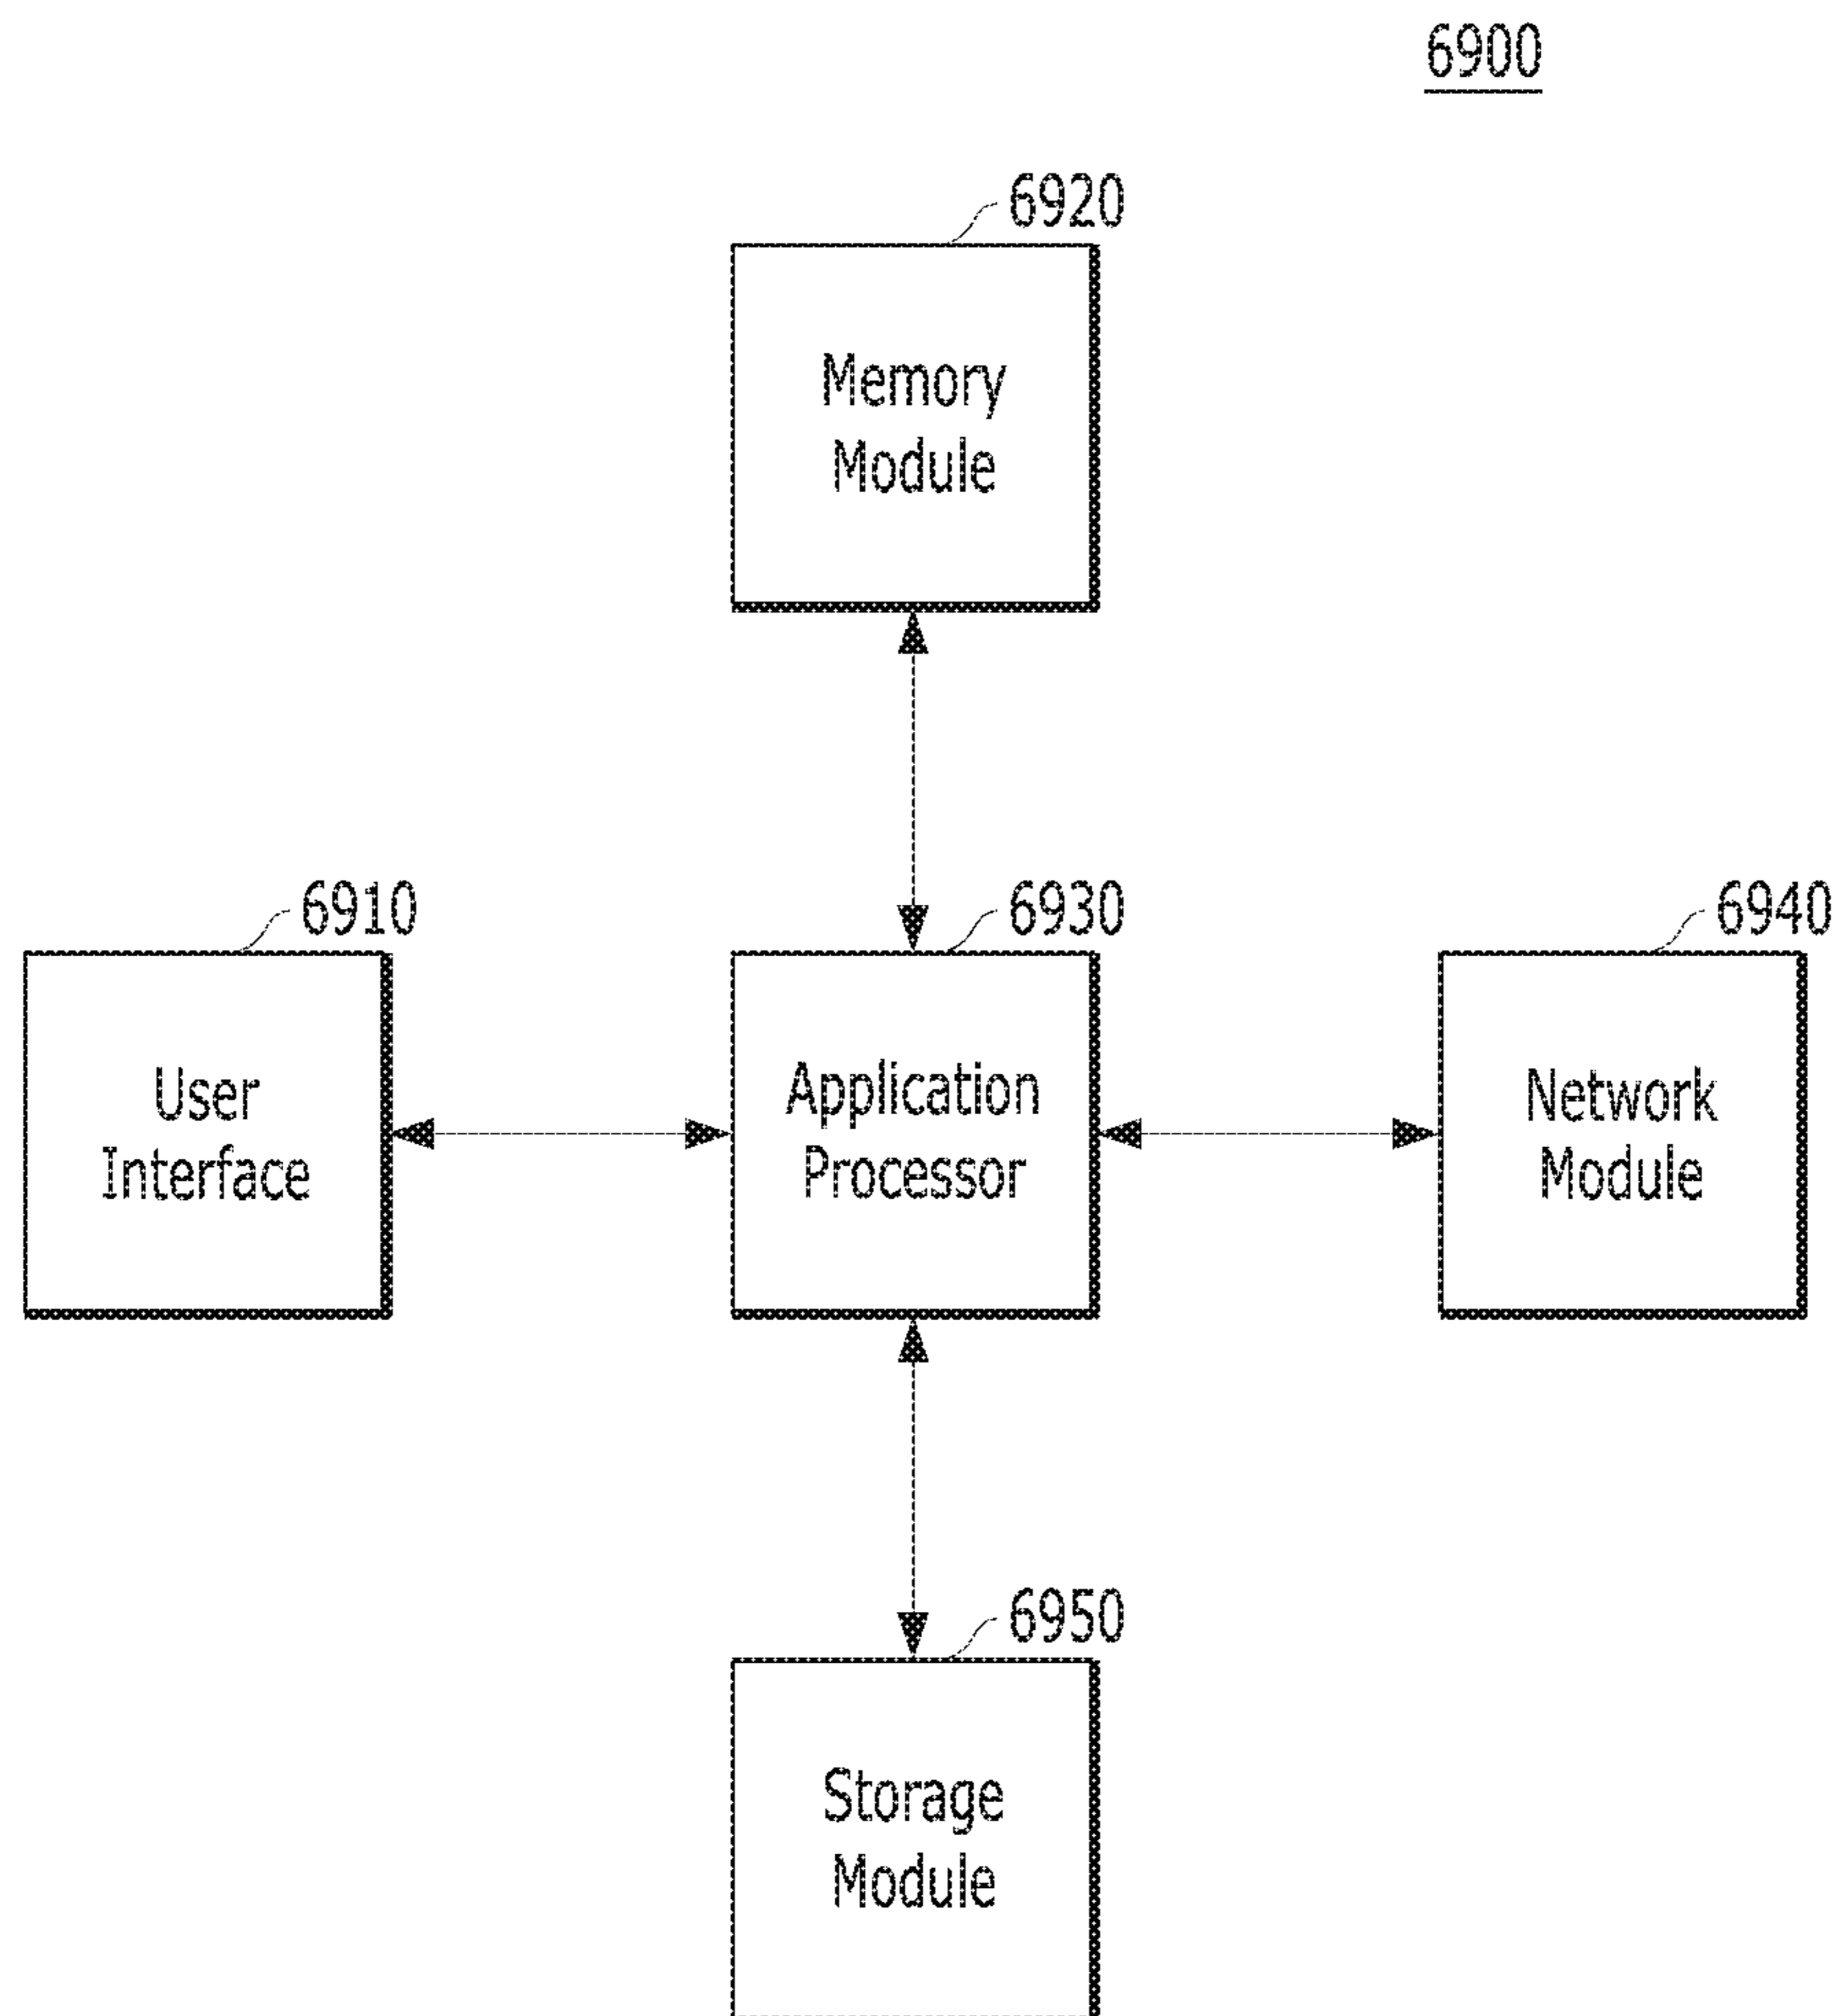 6900
6920
Memory
Module
6910
6930
6940
User
Interface
Application
Processor
Network
Module
6950
Storage
Module